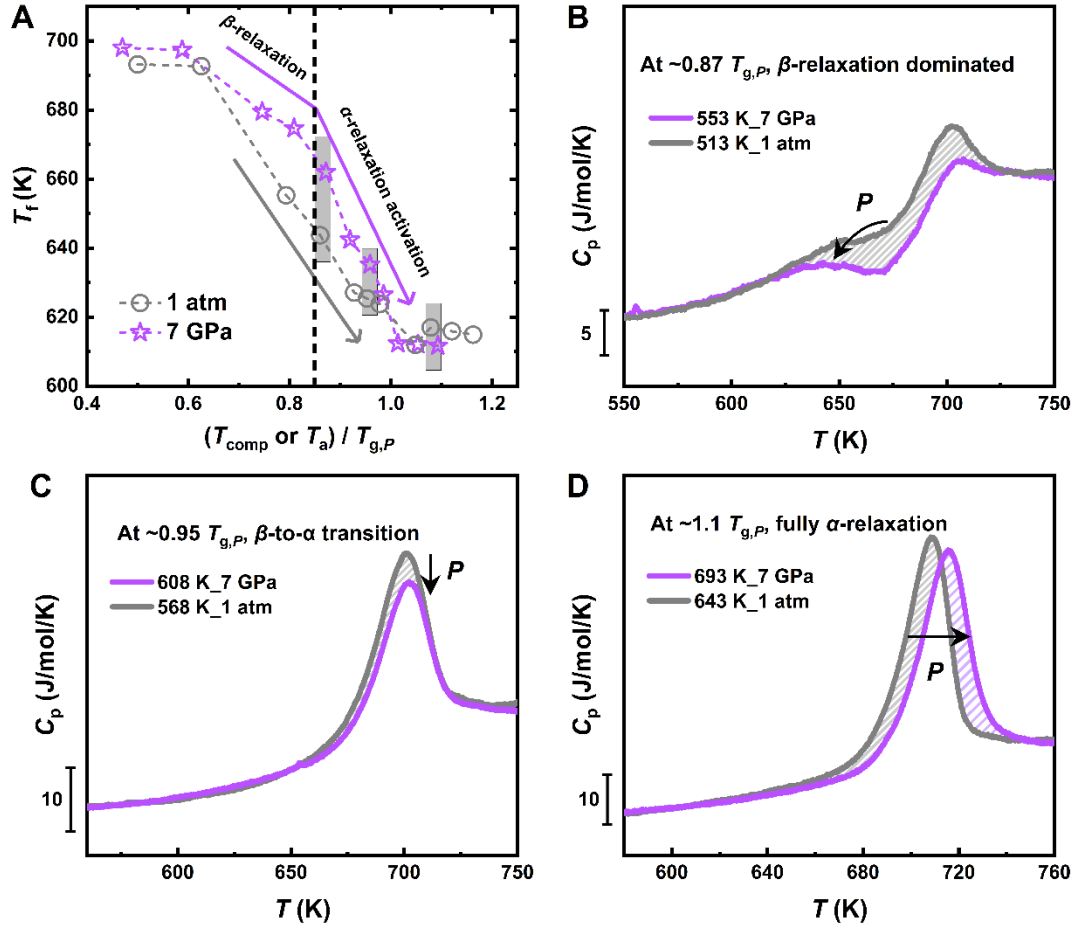 A
700
680
660
640
620
600
T_f (K)
β-relaxation
α-relaxation
activation
1 atm
7 GPa
0.4 0.6 0.8 1.0 1.2
(T_comp or T_a) / T_g,P
B
At ~0.87 T_g,P, β-relaxation dominated
553 K_7 GPa
513 K_1 atm
P
C_p (J/mol/K)
5
550 600 650 700 750
T (K)
C
At ~0.95 T_g,P, β-to-α transition
608 K_7 GPa
568 K_1 atm
P
C_p (J/mol/K)
10
600 650 700 750
T (K)
D
At ~1.1 T_g,P, fully α-relaxation
693 K_7 GPa
643 K_1 atm
P
C_p (J/mol/K)
10
600 640 680 720 760
T (K)